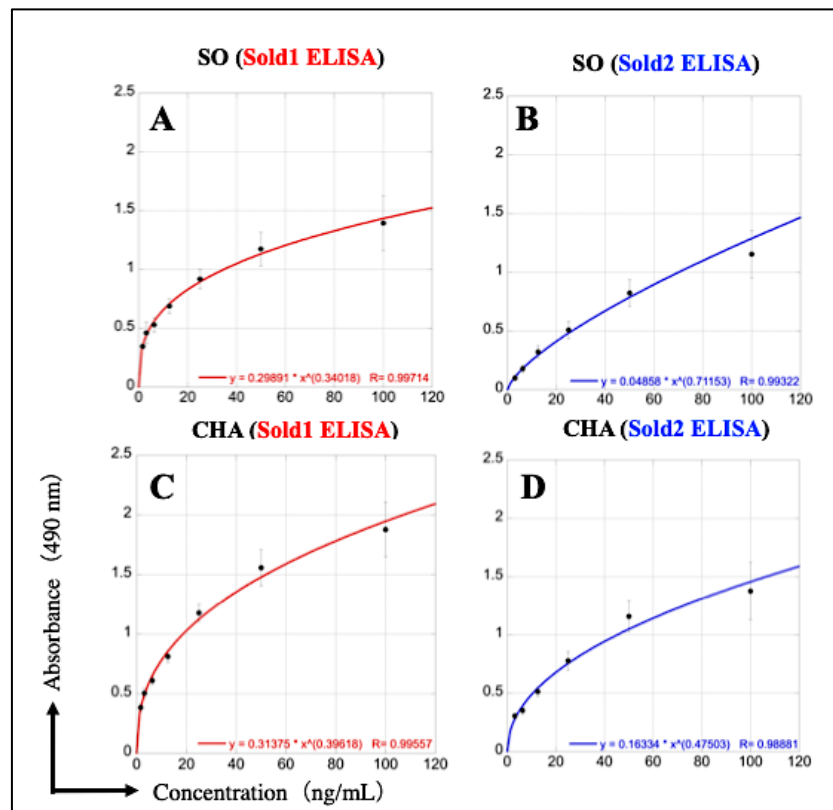 SO (Sold1 ELISA)
SO (Sold2 ELISA)
2.5
2
1.5
1
0.5
0
A
y = 0.29891 * x^(0.34018) R= 0.99714
0 20 40 60 80 100 120
2.5
2
1.5
1
0.5
0
B
y = 0.04858 * x^(0.71153) R= 0.99322
0 20 40 60 80 100 120
CHA (Sold1 ELISA)
CHA (Sold2 ELISA)
2.5
2
1.5
1
0.5
0
C
y = 0.31375 * x^(0.39618) R= 0.99557
0 20 40 60 80 100 120
2.5
2
1.5
1
0.5
0
D
y = 0.16334 * x^(0.47503) R= 0.98881
0 20 40 60 80 100 120
Absorbance (490 nm)
Concentration (ng/mL)